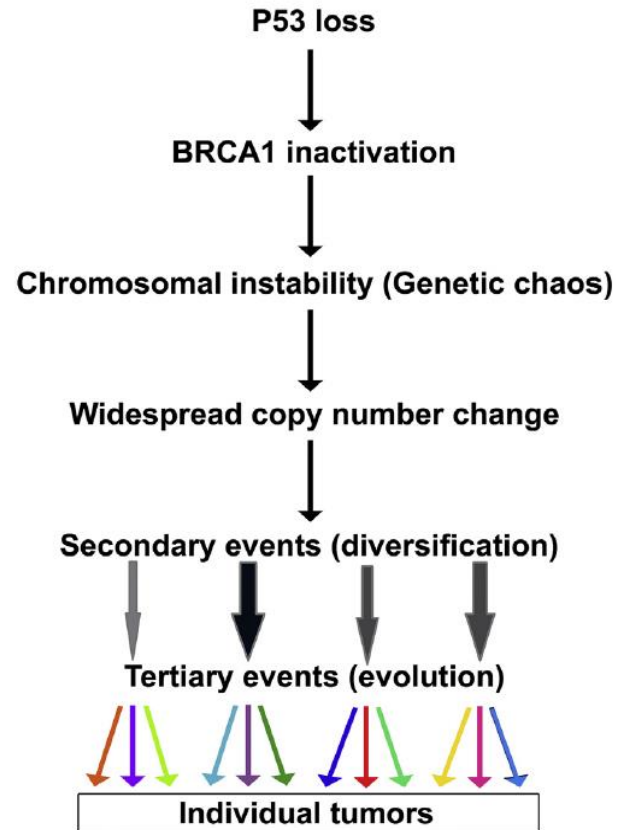 P53 loss
BRCA1 inactivation
Chromosomal instability (Genetic chaos)
Widespread copy number change
Secondary events (diversification)
Tertiary events (evolution)
Individual tumors